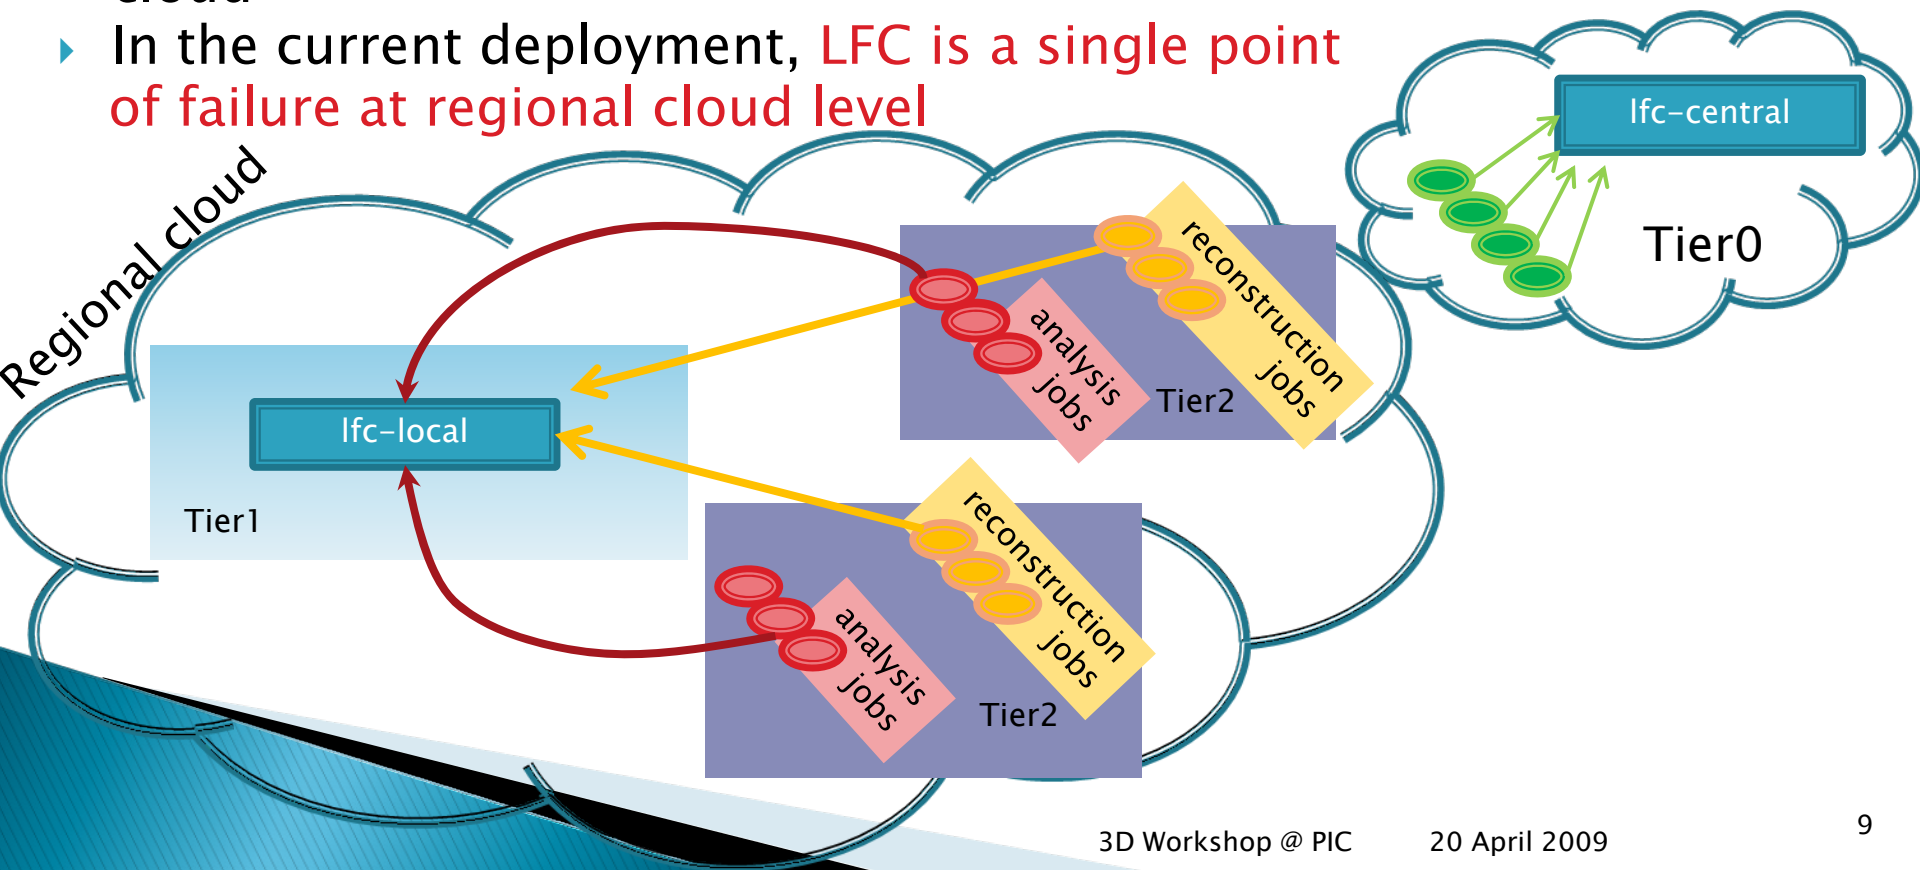 cloud
In the current deployment, LFC is a single point
of failure at regional cloud level
lfc-central
Tier0
Regional cloud
reconstruction
jobs
analysis
jobs
Tier2
lfc-local
Tier1
reconstruction
jobs
analysis
jobs
Tier2
3D Workshop @ PIC 20 April 2009
9